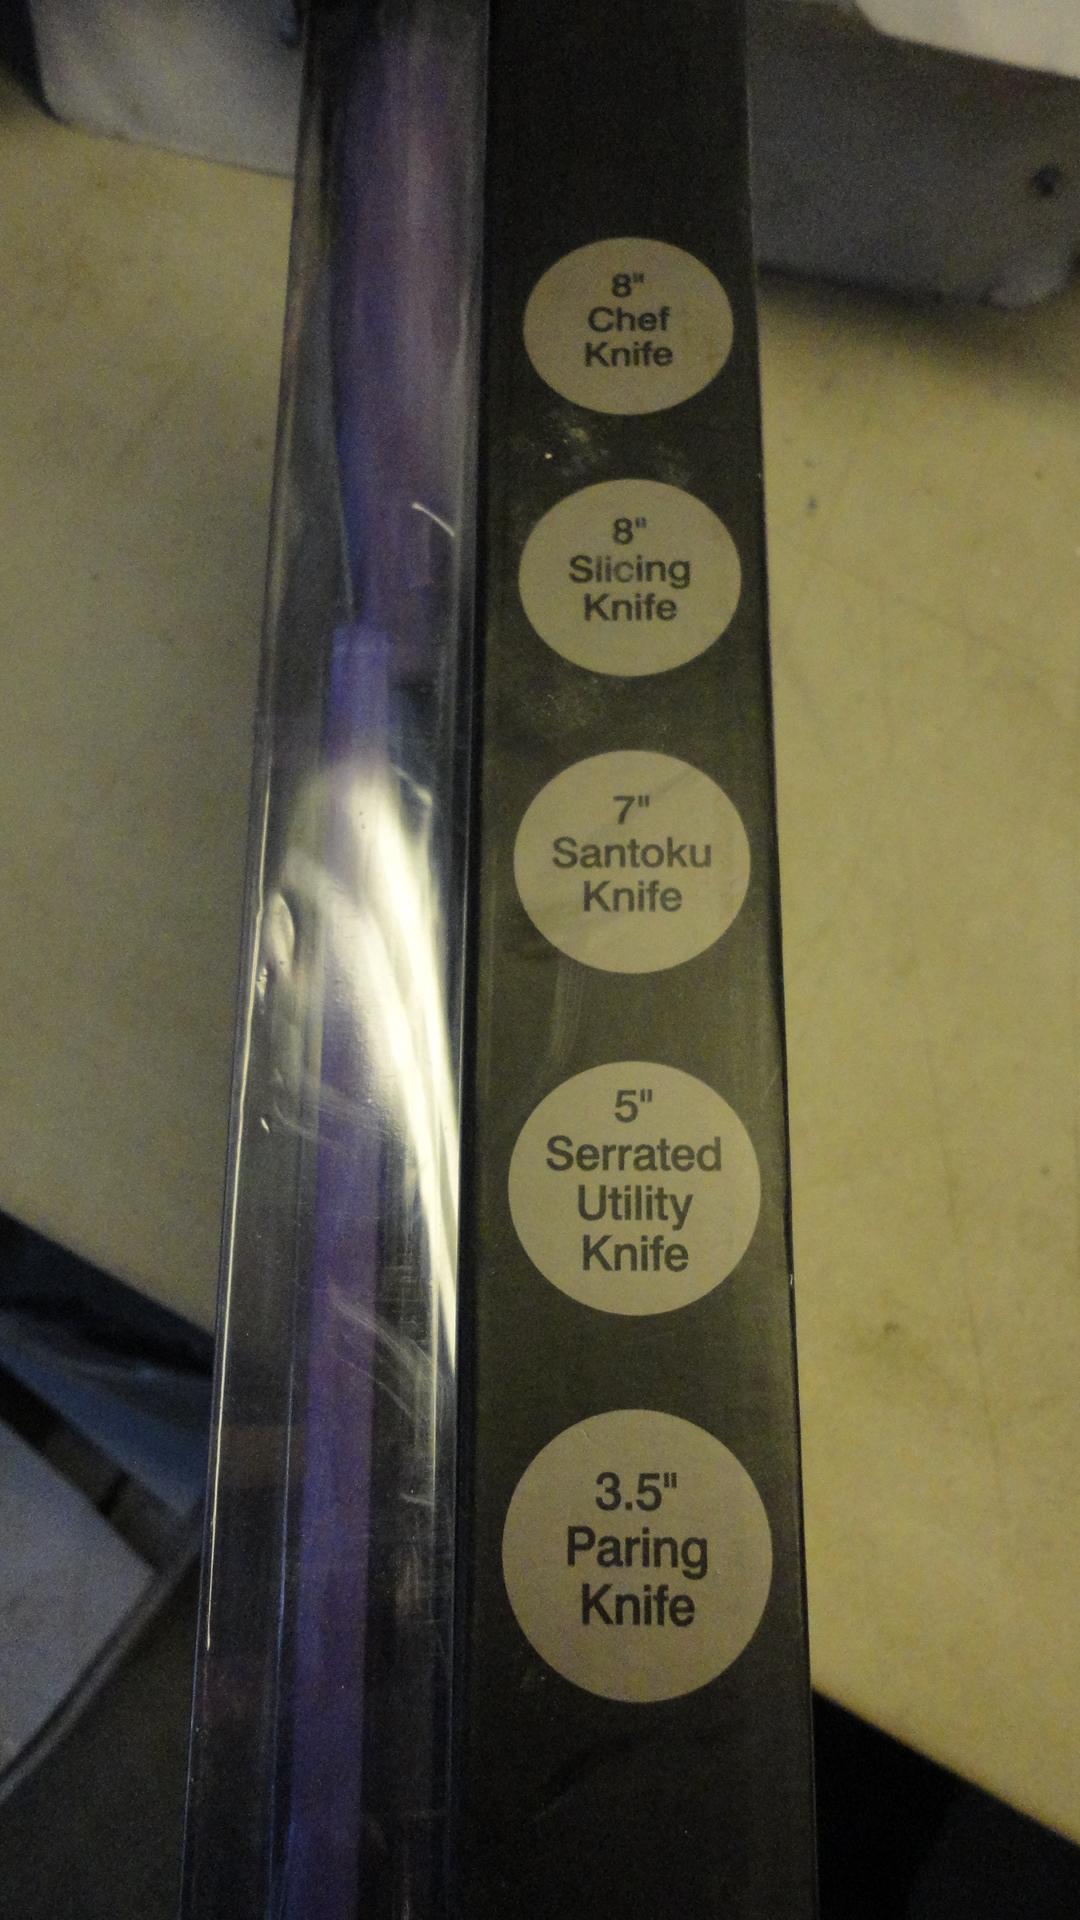 8"
Chef
Knife
8"
Slicing
Knife
7"
Santoku
Knife
5"
Serrated
Utility
Knife
3.5"
Paring
Knife